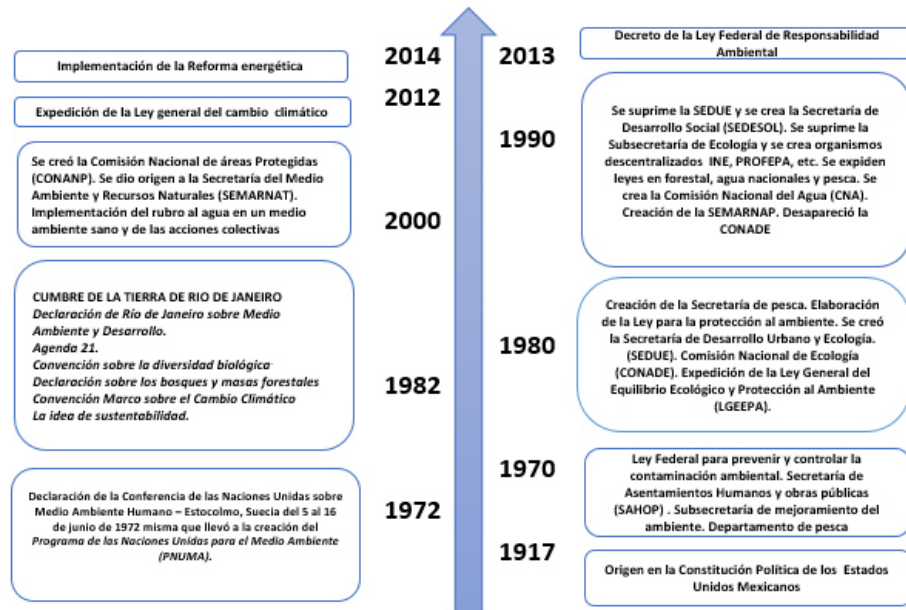 2014
Implementación de la Reforma energética
2012
Expedición de la Ley general del cambio climático
2000
Se creó la Comisión Nacional de áreas Protegidas
(CONANP). Se dio origen a la Secretaría del Medio
Ambiente y Recursos Naturales (SEMARNAT).
Implementación del rubro al agua en un medio
ambiente sano y de las acciones colectivas
1982
CUMBRE DE LA TIERRA DE RIO DE JANEIRO
Declaración de Río de Janeiro sobre Medio
Ambiente y Desarrollo.
Agenda 21.
Convención sobre la diversidad biológica
Declaración sobre los bosques y masas forestales
Convención Marco sobre el Cambio Climático
La idea de sustentabilidad.
1972
Declaración de la Conferencia de las Naciones Unidas sobre
Medio Ambiente Humano – Estocolmo, Suecia del 5 al 16
de junio de 1972 misma que llevó a la creación del
Programa de las Naciones Unidas para el Medio Ambiente
(PNUMA).
2013
Decreto de la Ley Federal de Responsabilidad
Ambiental
1990
Se suprime la SEDUE y se crea la Secretaría de
Desarrollo Social (SEDESOL). Se suprime la
Subsecretaría de Ecología y se crea organismos
descentralizados INE, PROFEPA, etc. Se expiden
leyes en forestal, agua nacionales y pesca. Se
crea la Comisión Nacional del Agua (CNA).
Creación de la SEMARNAP. Desapareció la
CONADE
1980
Creación de la Secretaría de pesca. Elaboración
de la Ley para la protección al ambiente. Se creó
la Secretaría de Desarrollo Urbano y Ecología.
(SEDUE). Comisión Nacional de Ecología
(CONADE). Expedición de la Ley General del
Equilibrio Ecológico y Protección al Ambiente
(LGEEPA).
1970
Ley Federal para prevenir y controlar la
contaminación ambiental. Secretaría de
Asentamientos Humanos y obras públicas
(SAHOP) . Subsecretaría de mejoramiento del
ambiente. Departamento de pesca
1917
Origen en la Constitución Política de los Estados
Unidos Mexicanos